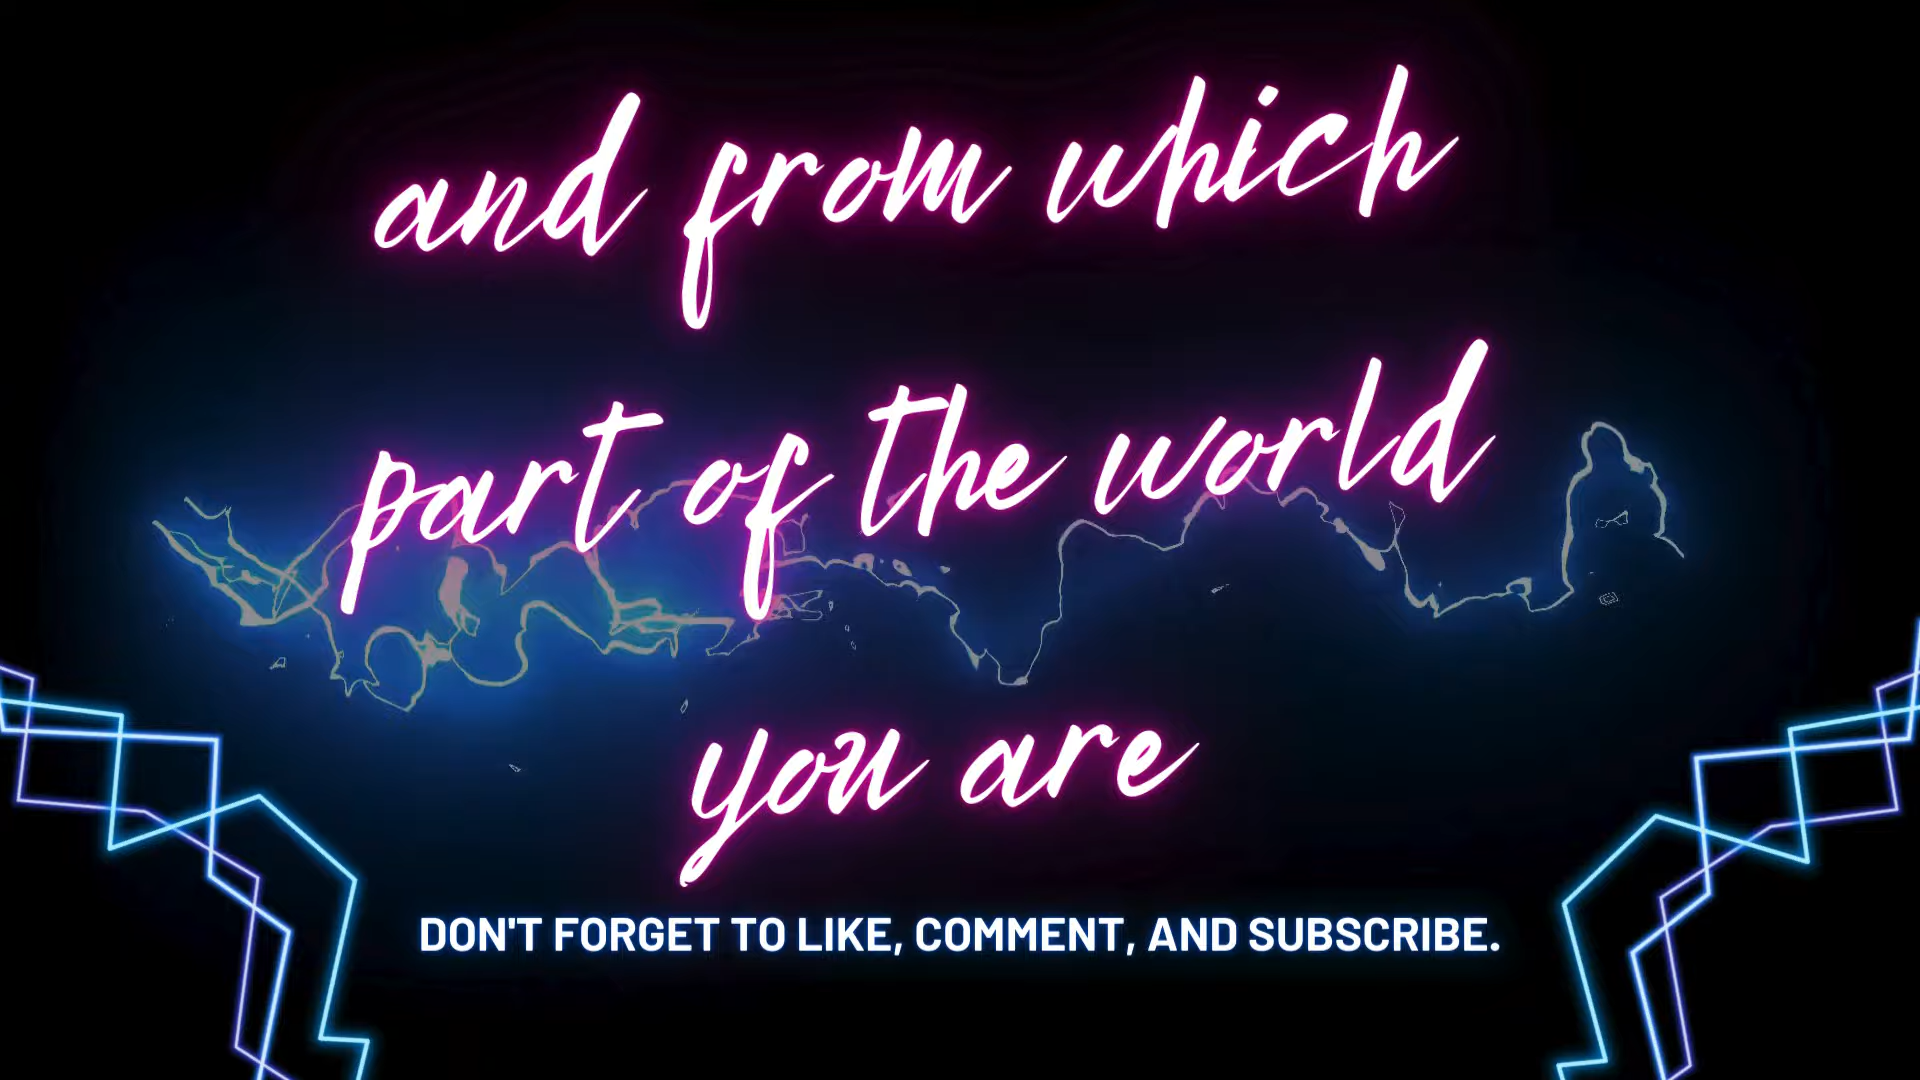 and from which
part of the world
you are
DON'T FORGET TO LIKE, COMMENT, AND SUBSCRIBE.